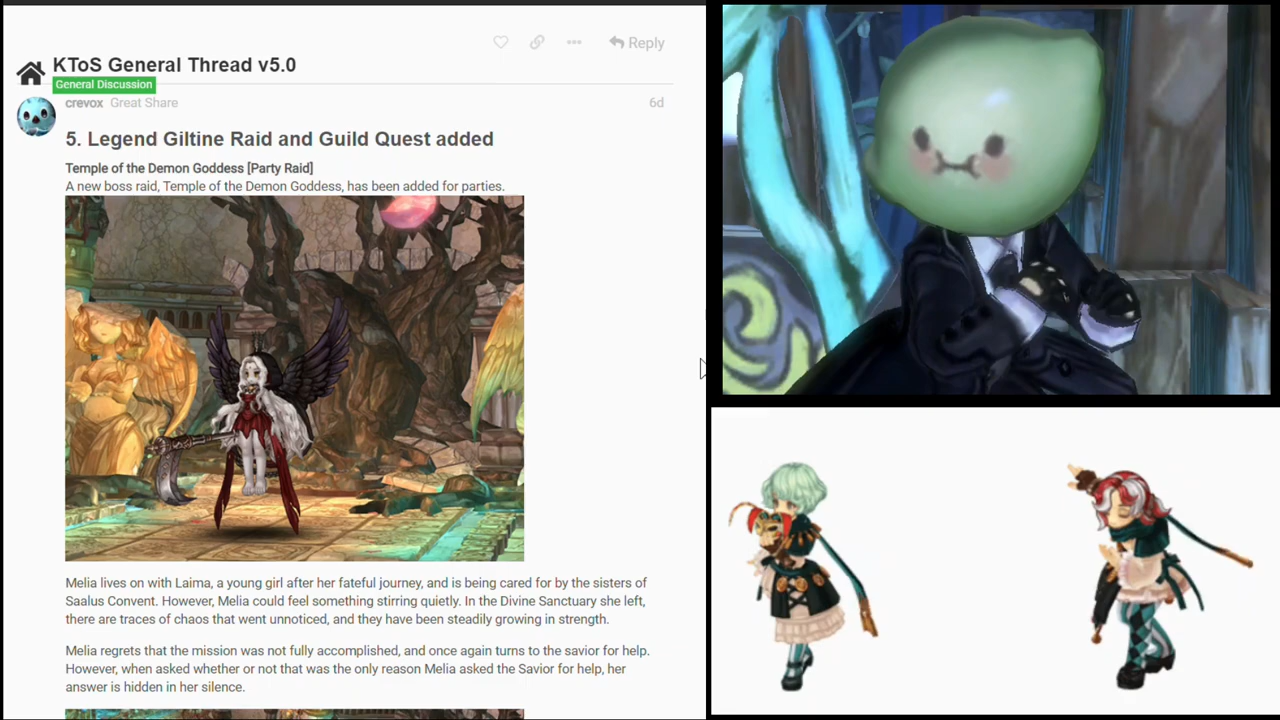 Reply
KToS General Thread v5.0
General Discussion
crevox Great Share 6d
5. Legend Giltine Raid and Guild Quest added
Temple of the Demon Goddess [Party Raid]
A new boss raid, Temple of the Demon Goddess, has been added for parties.
Melia lives on with Laima, a young girl after her fateful journey, and is being cared for by the sisters of
Saalus Convent. However, Melia could feel something stirring quietly. In the Divine Sanctuary she left,
there are traces of chaos that went unnoticed, and they have been steadily growing in strength.
Melia regrets that the mission was not fully accomplished, and once again turns to the savior for help.
However, when asked whether or not that was the only reason Melia asked the Savior for help, her
answer is hidden in her silence.